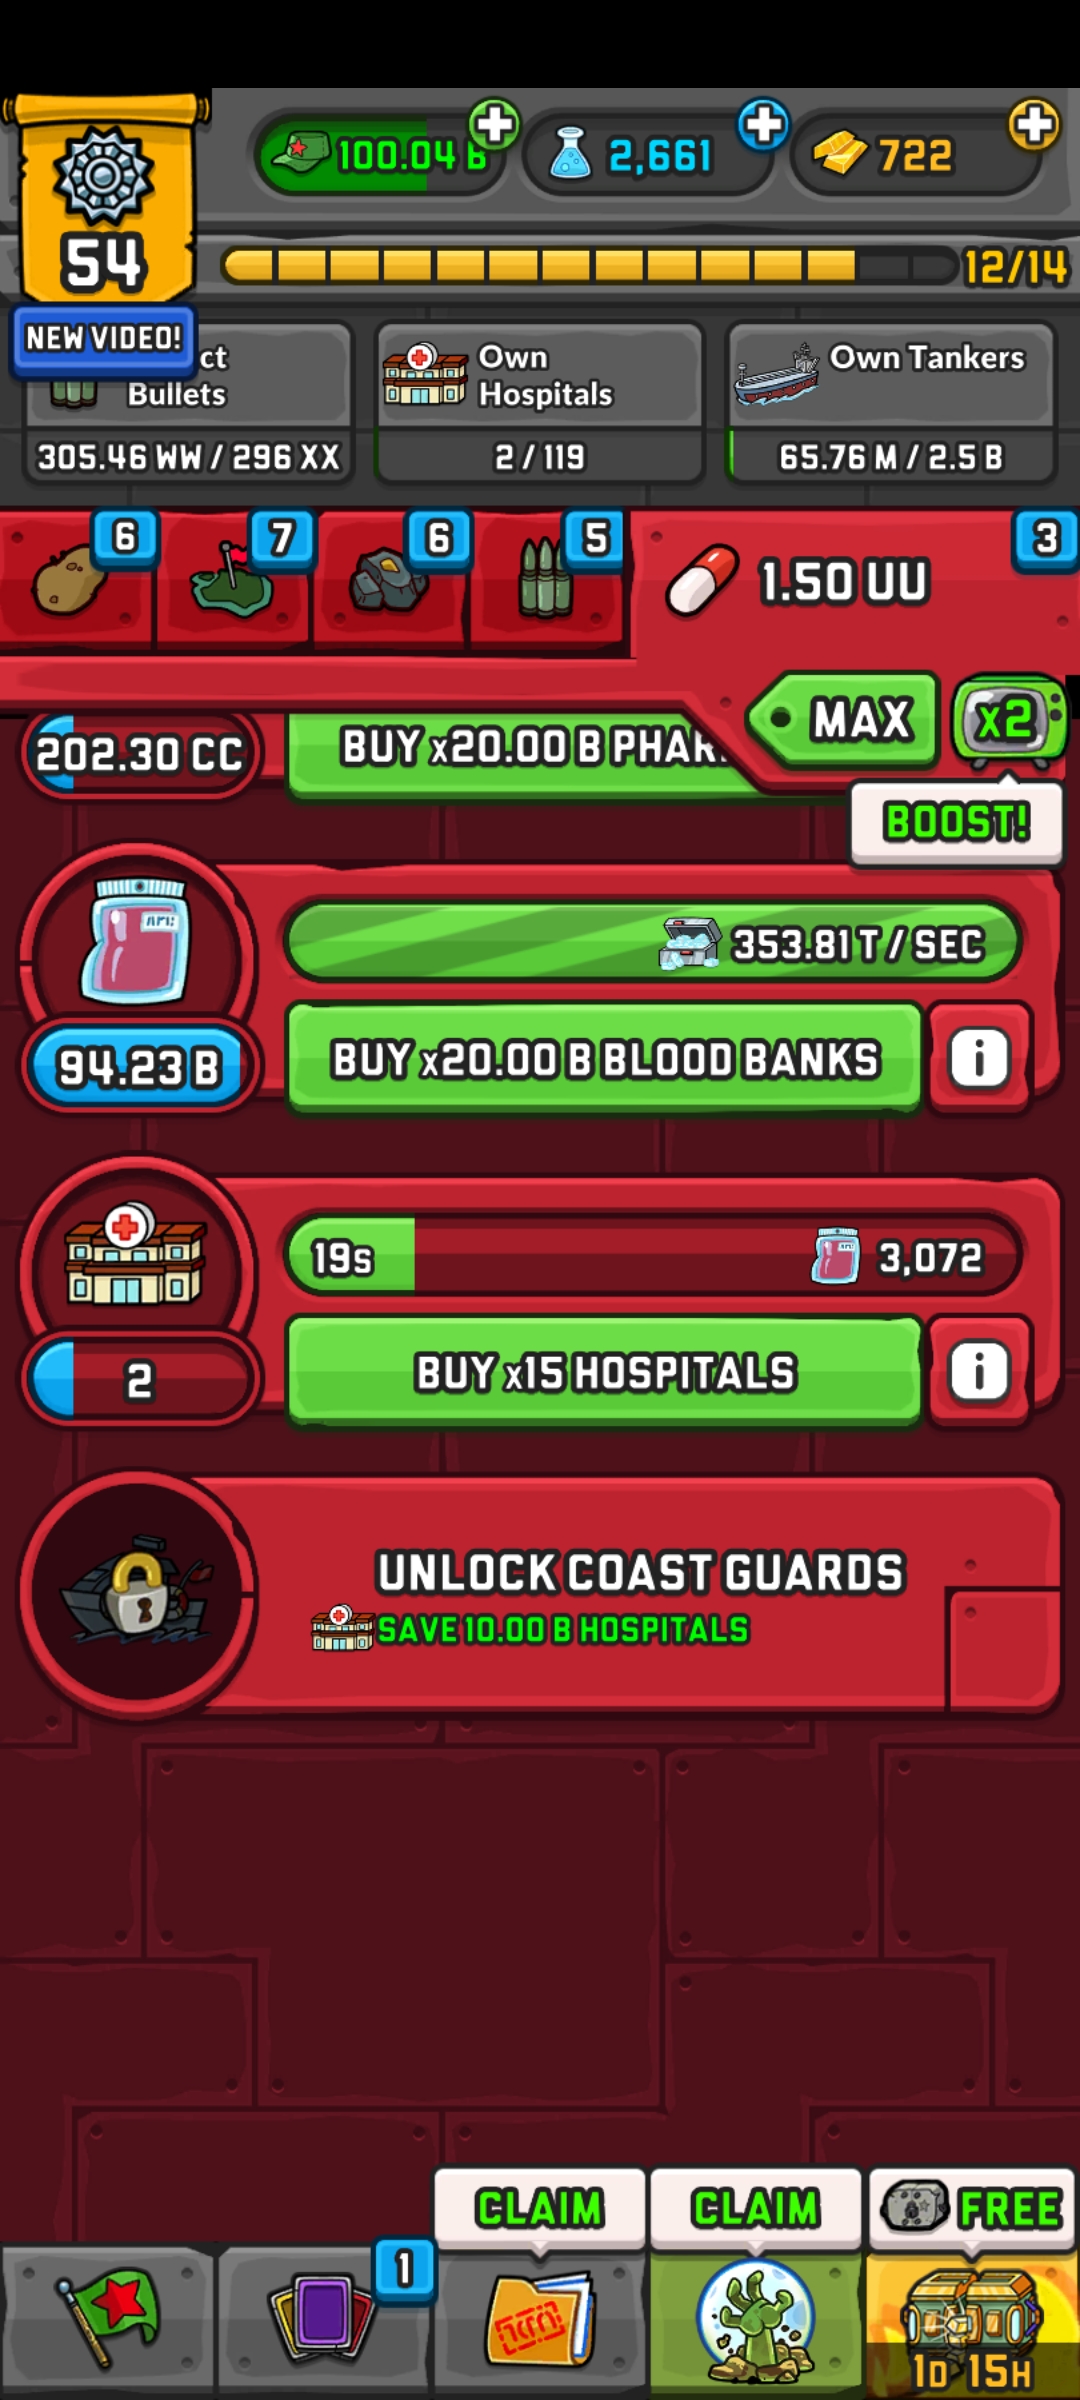 100.04 B
2,661
722
54
12/14
NEW VIDEO!
ct
Bullets
305.46 WW / 296 XX
Own
Hospitals
2 / 119
Own Tankers
65.76 M / 2.5 B
6
7
6
5
3
1.50 UU
MAX
x2
BOOST!
202.30 CC
BUY x20.00 B PHAR
353.81 T / SEC
94.23 B
BUY x20.00 B BLOOD BANKS
i
19s
3,072
2
BUY x15 HOSPITALS
i
UNLOCK COAST GUARDS
SAVE 10.00 B HOSPITALS
CLAIM
CLAIM
FREE
1
1D 15H